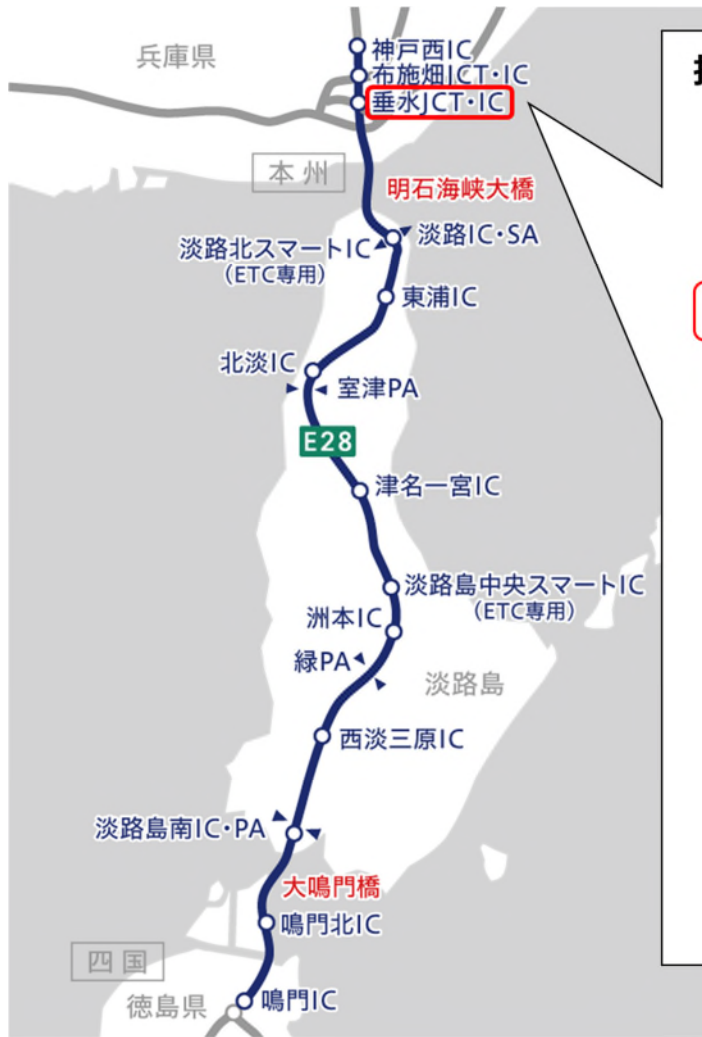 兵庫県
神戸西IC
布施畑JCT・IC
垂水JCT・IC
本州
明石海峡大橋
淡路IC・SA
淡路北スマートIC
（ETC専用）
東浦IC
北淡IC
室津PA
E28
津名一宮IC
淡路島中央スマートIC
（ETC専用）
洲本IC
緑PA
淡路島
西淡三原IC
淡路島南IC・PA
大鳴門橋
鳴門北IC
四国
徳島県
鳴門IC